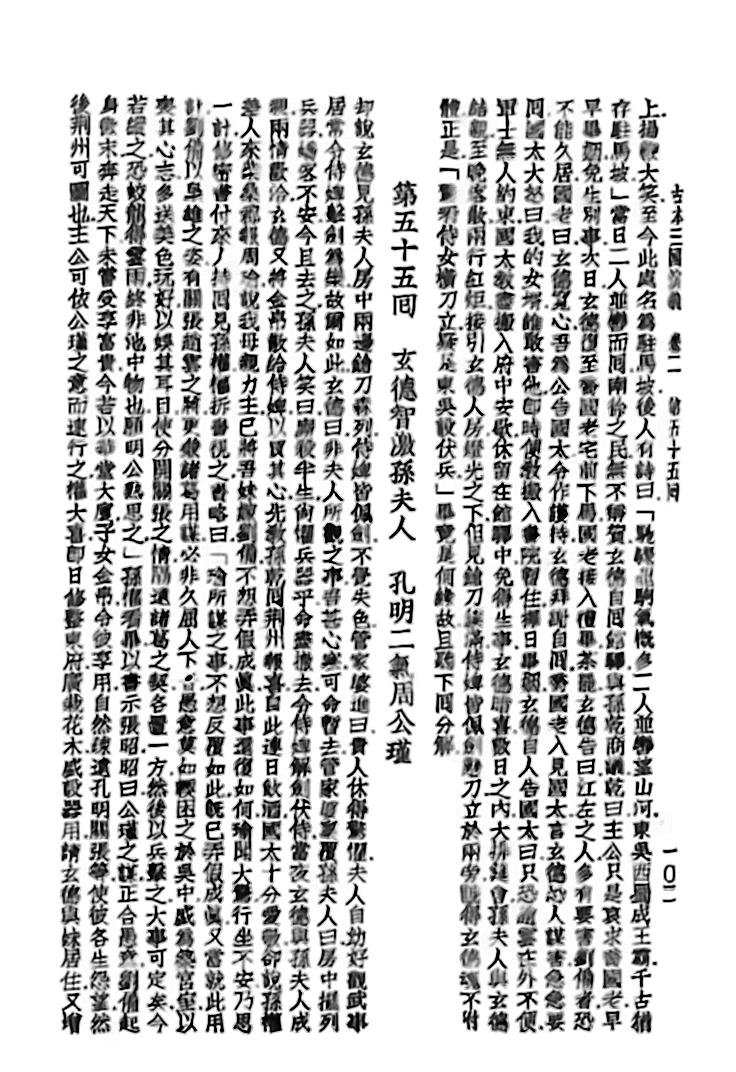 古本三國演義　卷二　第五十五回
一〇二
上揚鞭大笑至今此處名爲駐馬坡後人有詩曰「馳驟龍駒氣概多二人並轡望山河東吳西蜀成王霸千古猶
存駐馬坡」當日二人並轡而回南徐之民無不稱賀玄德自回館驛與孫乾商議乾曰主公只是哀求喬國老早
早畢姻免生別事次日玄德復至喬國老宅前下馬國老接入禮畢茶罷玄德告曰江左之人多有要害劉備者恐
不能久居國老曰玄德寬心吾爲公告國太令作護持玄德拜謝自回喬國老入見國太言玄德恐人謀害急急要
回國太大怒曰我的女壻誰敢害他即時便教搬入書院暫住擇日畢姻玄德自入告國太曰只恐趙雲在外不便
軍士無人約束國太教盡搬入府中安歇休留在館驛中免得生事玄德暗喜數日之內大排筵會孫夫人與玄德
結親至晚客散兩行紅炬接引玄德入房燈光之下但見鎗刀簇滿侍婢皆佩劍懸刀立於兩旁諕得玄德魂不附
體正是「驚看侍女橫刀立疑是東吳設伏兵」畢竟是何緣故且聽下回分解
第五十五回　玄德智激孫夫人　孔明二氣周公瑾
却說玄德見孫夫人房中兩邊鎗刀森列侍婢皆佩劍不覺失色管家婆進曰貴人休得驚懼夫人自幼好觀武事
居常令侍婢擊劍爲樂故爾如此玄德曰非夫人所觀之事吾甚心寒可命暫去管家婆稟覆孫夫人曰房中擺列
兵器嬌客不安今且去之孫夫人笑曰廝殺半生尚懼兵器乎命盡撤去令侍婢解劍伏侍當夜玄德與孫夫人成
親兩情歡洽玄德又將金帛散給侍婢以買其心先教孫乾回荆州報喜自此連日飲酒國太十分愛敬却說孫權
差人來柴桑郡報周瑜說我母親力主已將吾妹嫁劉備不想弄假成眞此事還復如何瑜聞大驚行坐不安乃思
一計修密書付來人持回見孫權權拆書視之書略曰「瑜所謀之事不想反覆如此既已弄假成眞又當就此用
計劉備以梟雄之姿有關張趙雲之將更兼諸葛用謀必非久屈人下者愚意莫如軟困之於吳中盛爲築宮室以
喪其心志多送美色玩好以娛其耳目使分開關張之情隔遠諸葛之契各置一方然後以兵擊之大事可定矣今
若縱之恐蛟龍得雲雨終非池中物也願明公熟思之」孫權看畢以書示張昭昭曰公瑾之謀正合愚意劉備起
身微末奔走天下未嘗受享富貴今若以華堂大廈子女金帛令彼享用自然疎遠孔明關張等使彼各生怨望然
後荆州可圖也主公可依公瑾之意而速行之權大喜即日修整東府廣栽花木盛設器用請玄德與妹居住又增